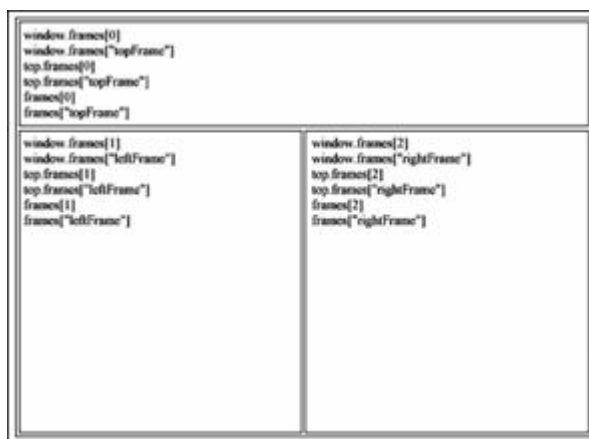 window.frames[0]
window.frames["topFrame"]
top.frames[0]
top.frames["topFrame"]
frames[0]
frames["topFrame"]
window.frames[1]
window.frames["leftFrame"]
top.frames[1]
top.frames["leftFrame"]
frames[1]
frames["leftFrame"]
window.frames[2]
window.frames["rightFrame"]
top.frames[2]
top.frames["rightFrame"]
frames[2]
frames["rightFrame"]